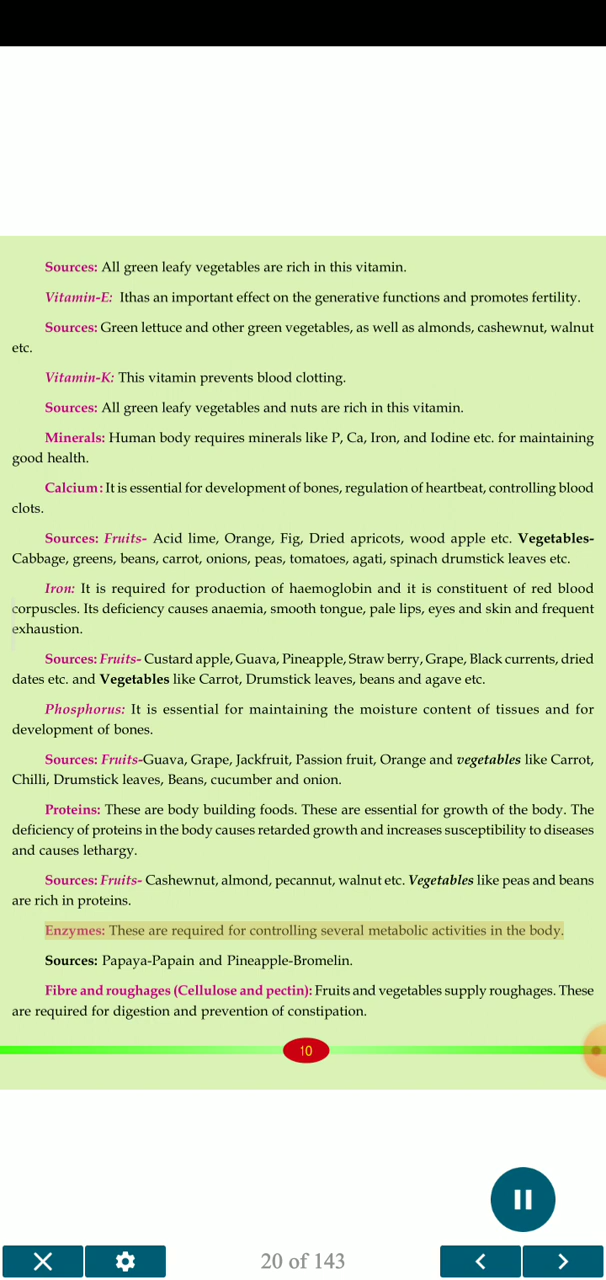 Sources: All green leafy vegetables are rich in this vitamin.
Vitamin-E: Ithas an important effect on the generative functions and promotes fertility.
Sources: Green lettuce and other green vegetables, as well as almonds, cashewnut, walnut
etc.
Vitamin-K: This vitamin prevents blood clotting.
Sources: All green leafy vegetables and nuts are rich in this vitamin.
Minerals: Human body requires minerals like P, Ca, Iron, and Iodine etc. for maintaining
good health.
Calcium: It is essential for development of bones, regulation of heartbeat, controlling blood
clots.
Sources: Fruits- Acid lime, Orange, Fig, Dried apricots, wood apple etc. Vegetables-
Cabbage, greens, beans, carrot, onions, peas, tomatoes, agati, spinach drumstick leaves etc.
Iron: It is required for production of haemoglobin and it is constituent of red blood
corpuscles. Its deficiency causes anaemia, smooth tongue, pale lips, eyes and skin and frequent
exhaustion.
Sources: Fruits- Custard apple, Guava, Pineapple, Straw berry, Grape, Black currents, dried
dates etc. and Vegetables like Carrot, Drumstick leaves, beans and agave etc.
Phosphorus: It is essential for maintaining the moisture content of tissues and for
development of bones.
Sources: Fruits-Guava, Grape, Jackfruit, Passion fruit, Orange and vegetables like Carrot,
Chilli, Drumstick leaves, Beans, cucumber and onion.
Proteins: These are body building foods. These are essential for growth of the body. The
deficiency of proteins in the body causes retarded growth and increases susceptibility to diseases
and causes lethargy.
Sources: Fruits- Cashewnut, almond, pecannut, walnut etc. Vegetables like peas and beans
are rich in proteins.
Enzymes: These are required for controlling several metabolic activities in the body.
Sources: Papaya-Papain and Pineapple-Bromelin.
Fibre and roughages (Cellulose and pectin): Fruits and vegetables supply roughages. These
are required for digestion and prevention of constipation.
10
20 of 143